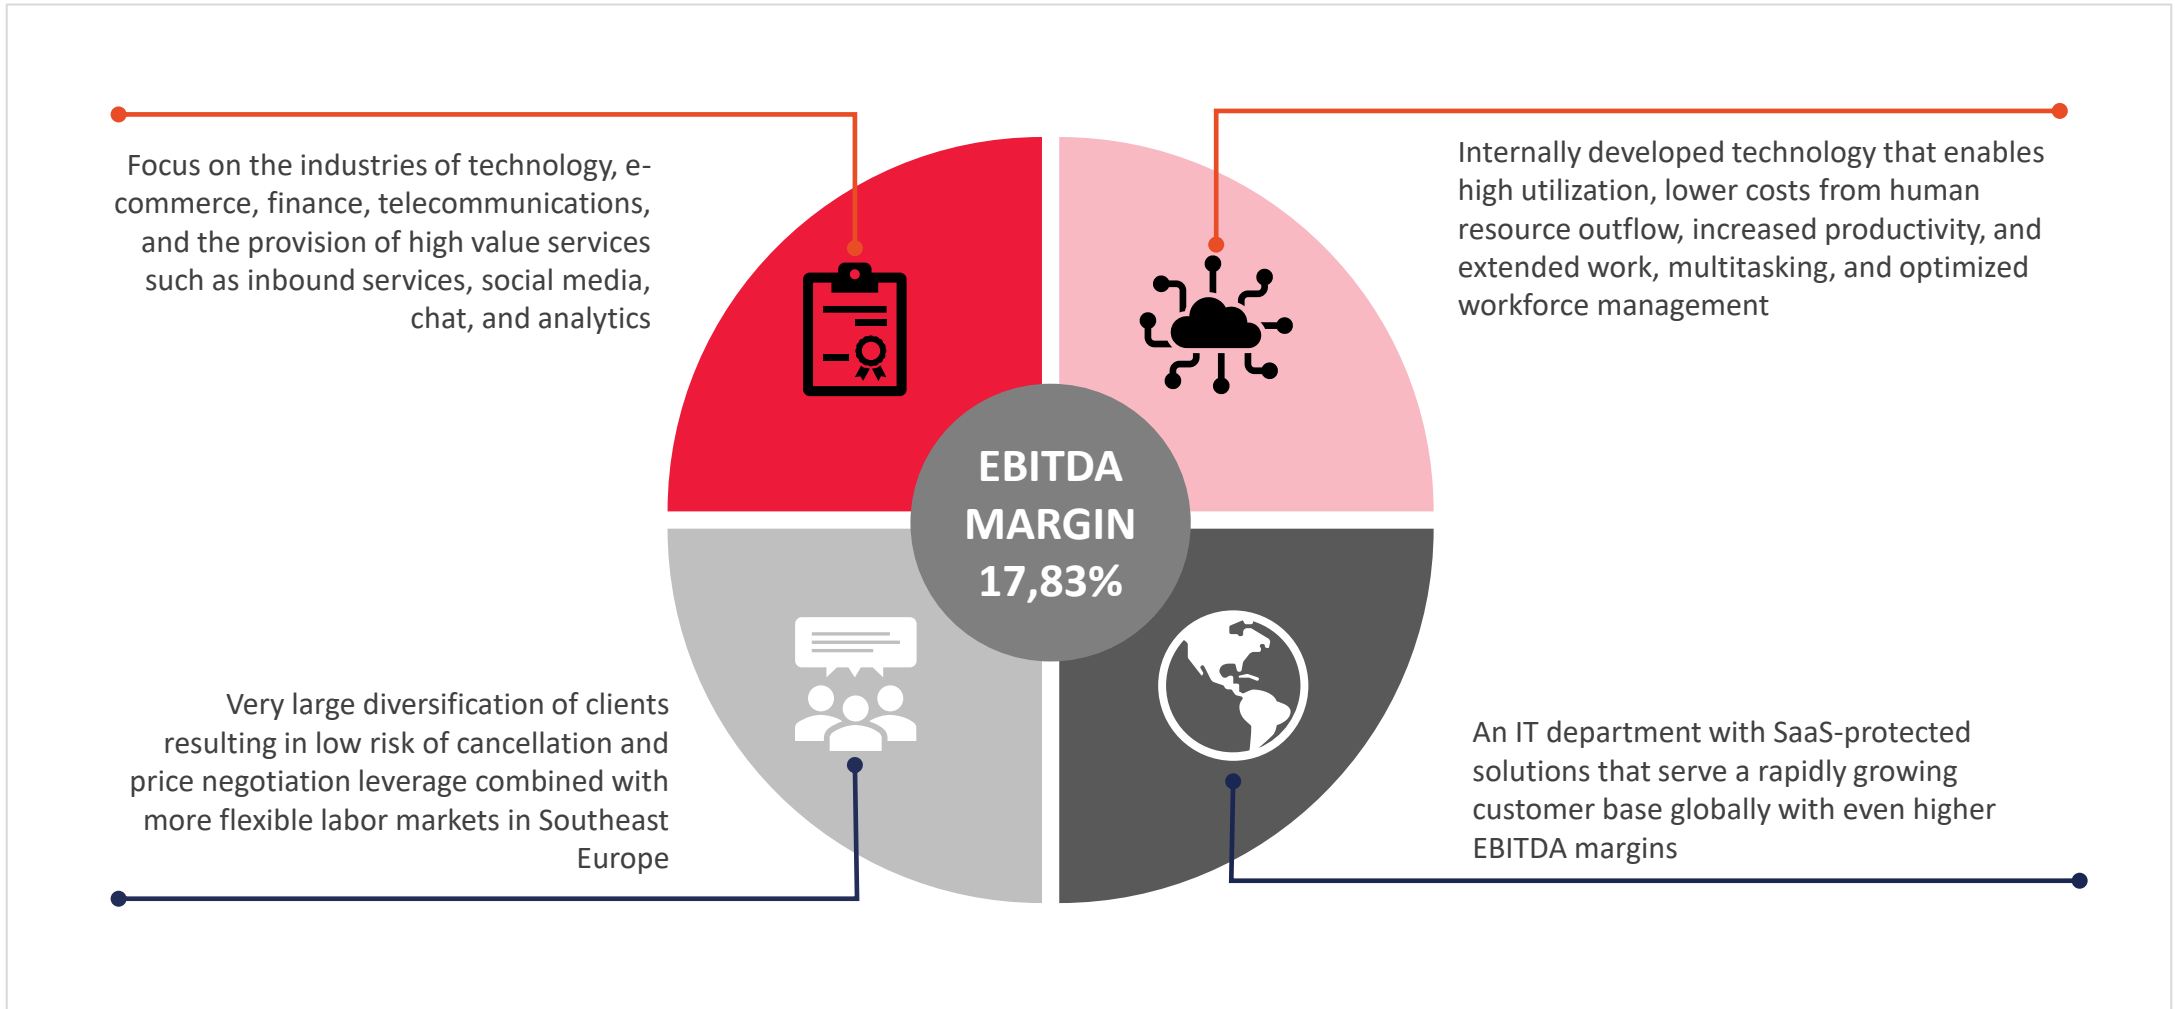 Focus on the industries of technology, e-
commerce, finance, telecommunications,
and the provision of high value services
such as inbound services, social media,
chat, and analytics
Internally developed technology that enables
high utilization, lower costs from human
resource outflow, increased productivity, and
extended work, multitasking, and optimized
workforce management
EBITDA
MARGIN
17,83%
Very large diversification of clients
resulting in low risk of cancellation and
price negotiation leverage combined with
more flexible labor markets in Southeast
Europe
An IT department with SaaS-protected
solutions that serve a rapidly growing
customer base globally with even higher
EBITDA margins